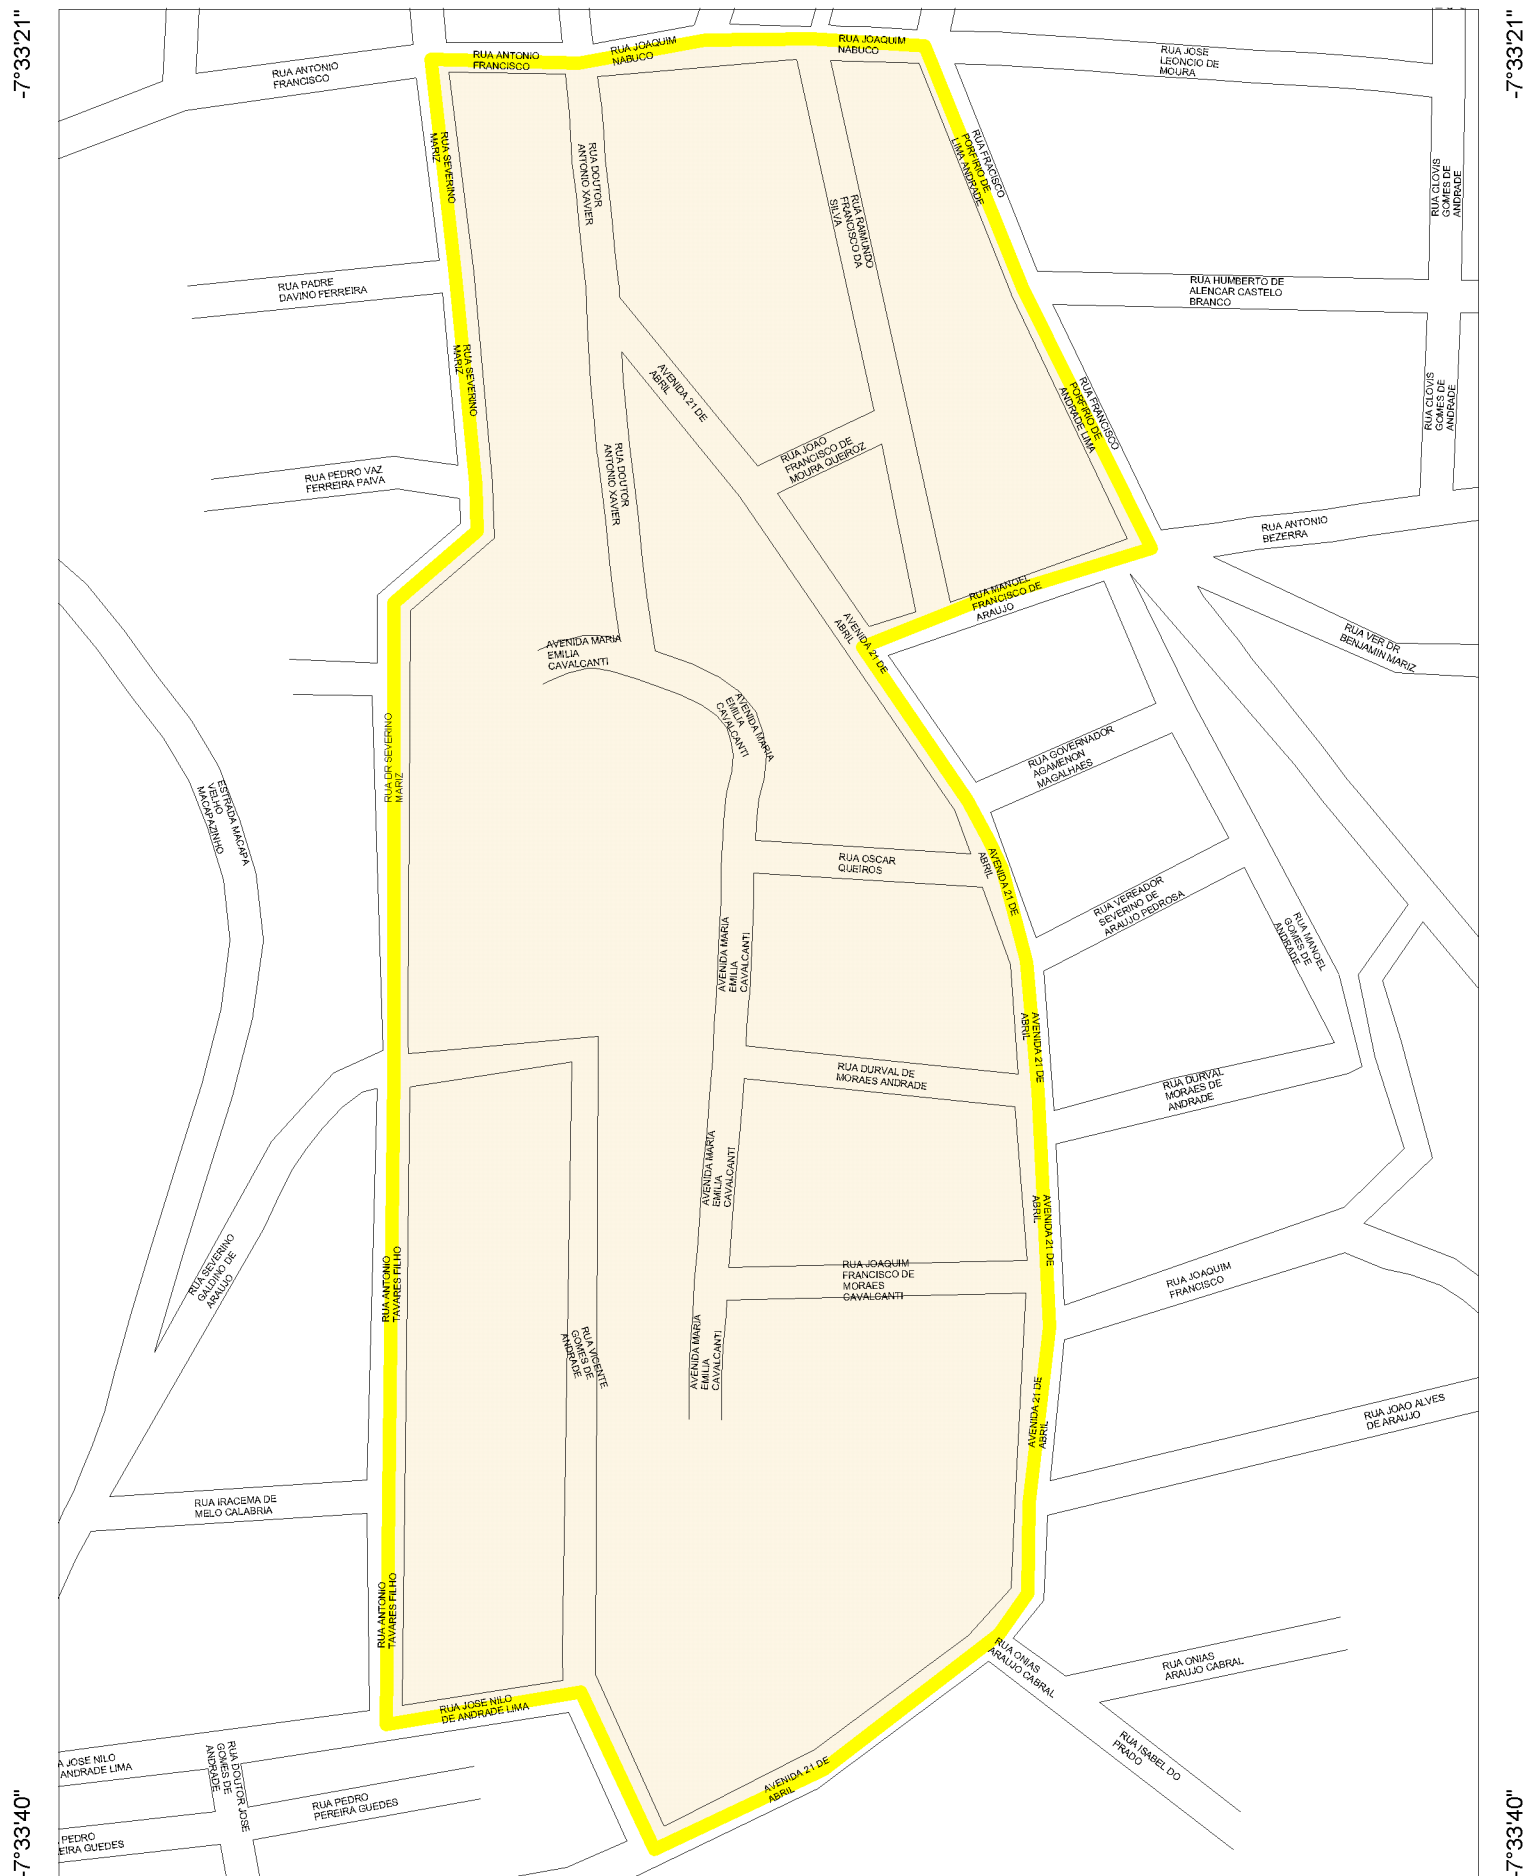 -7°33'21"
-7°33'21"
RUA ANTONIO
FRANCISCO
RUA ANTONIO
FRANCISCO
RUA JOAQUIM
NABUCO
RUA JOAQUIM
NABUCO
RUA JOSE
LEONCIO DE
MOURA
RUA SEVERINO
MARIZ
RUA DOUTOR
ANTONIO XAVIER
RUA RAIMUNDO
FRANCISCO DA
SILVA
RUA FRACISCO
PORFIRIO DE
LIMA ANDRADE
RUA CLOVIS
GOMES DE
ANDRADE
RUA PADRE
DAVINO FERREIRA
RUA HUMBERTO DE
ALENCAR CASTELO
BRANCO
RUA SEVERINO
MARIZ
AVENIDA 21 DE
ABRIL
RUA FRANCISCO
PORFIRIO DE
ANDRADE LIMA
RUA CLOVIS
GOMES DE
ANDRADE
RUA PEDRO VAZ
FERREIRA PAIVA
RUA DOUTOR
ANTONIO XAVIER
RUA JOAO
FRANCISCO DE
MOURA QUEIROZ
RUA ANTONIO
BEZERRA
RUA MANOEL
FRANCISCO DE
ARAUJO
AVENIDA MARIA
EMILIA
CAVALCANTI
AVENIDA 21 DE
ABRIL
RUA VER DR
BENJAMIN MARIZ
AVENIDA MARIA
EMILIA
CAVALCANTI
RUA DR SEVERINO
MARIZ
RUA GOVERNADOR
AGAMENON
MAGALHAES
ESTRADA MACAPA
VELHO
MACAPAZINHO
RUA OSCAR
QUEIROS
AVENIDA 21 DE
ABRIL
RUA VEREADOR
SEVERINO DE
ARAUJO PEDROSA
RUA MANOEL
GOMES DE
ANDRADE
AVENIDA MARIA
EMILIA
CAVALCANTI
AVENIDA 21 DE
ABRIL
RUA DURVAL DE
MORAES ANDRADE
RUA DURVAL
MORAES DE
ANDRADE
AVENIDA MARIA
EMILIA
CAVALCANTI
AVENIDA 21 DE
ABRIL
RUA SEVERINO
GALDINO DE
ARAUJO
RUA ANTONIO
TAVARES FILHO
RUA JOAQUIM
FRANCISCO DE
MORAES
CAVALCANTI
RUA JOAQUIM
FRANCISCO
RUA VICENTE
GOMES DE
ANDRADE
AVENIDA MARIA
EMILIA
CAVALCANTI
AVENIDA 21 DE
ABRIL
RUA JOAO ALVES
DE ARAUJO
RUA IRACEMA DE
MELO CALABRIA
RUA ANTONIO
TAVARES FILHO
RUA ONIAS
ARAUJO CABRAL
RUA ONIAS
ARAUJO CABRAL
RUA JOSE NILO
DE ANDRADE LIMA
RUA ISABEL DO
PRADO
A JOSE NILO
ANDRADE LIMA
RUA DOUTOR JOSE
GOMES DE
ANDRADE
AVENIDA 21 DE
ABRIL
RUA PEDRO
PEREIRA GUEDES
PEDRO
EIRA GUEDES
-7°33'40"
-7°33'40"